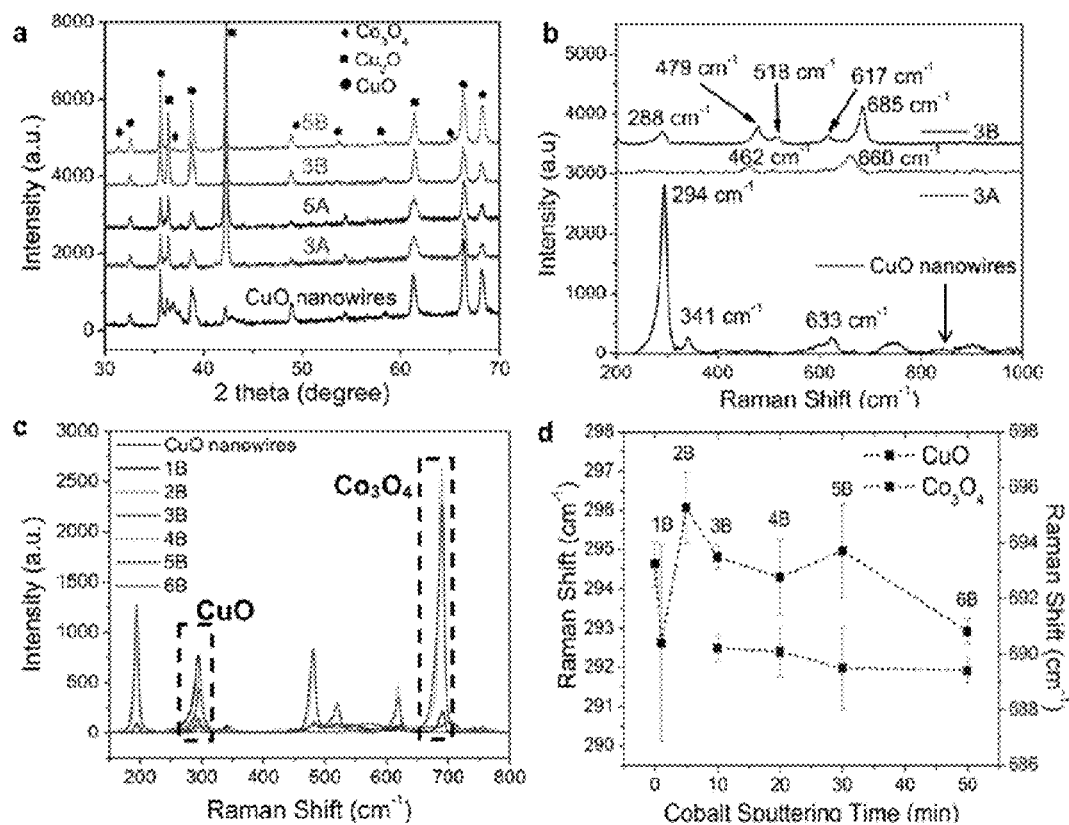 a
8000
6000
4000
2000
0
Intensity (a.u.)
Co3O4
CuO
5B
3B
5A
3A
CuO nanowires
30 40 50 60 70
2 theta (degree)
b
5000
4000
3000
2000
1000
0
Intensity (a.u)
479 cm-1
518 cm-1
617 cm-1
288 cm-1
685 cm-1
3B
462 cm-1
660 cm-1
294 cm-1
3A
CuO nanowires
341 cm-1
633 cm-1
200 400 600 800 1000
Raman Shift (cm-1)
c
3000
2500
2000
1500
1000
500
0
Intensity (a.u.)
CuO nanowires
1B
2B
3B
4B
5B
6B
Co3O4
CuO
200 300 400 500 600 700 800
Raman Shift (cm-1)
d
298
297
296
295
294
293
292
291
290
Raman Shift (cm-1)
CuO
Co3O4
1B
2B
3B
4B
5B
6B
698
696
694
692
690
688
686
Raman Shift (cm-1)
0 10 20 30 40 50
Cobalt Sputtering Time (min)